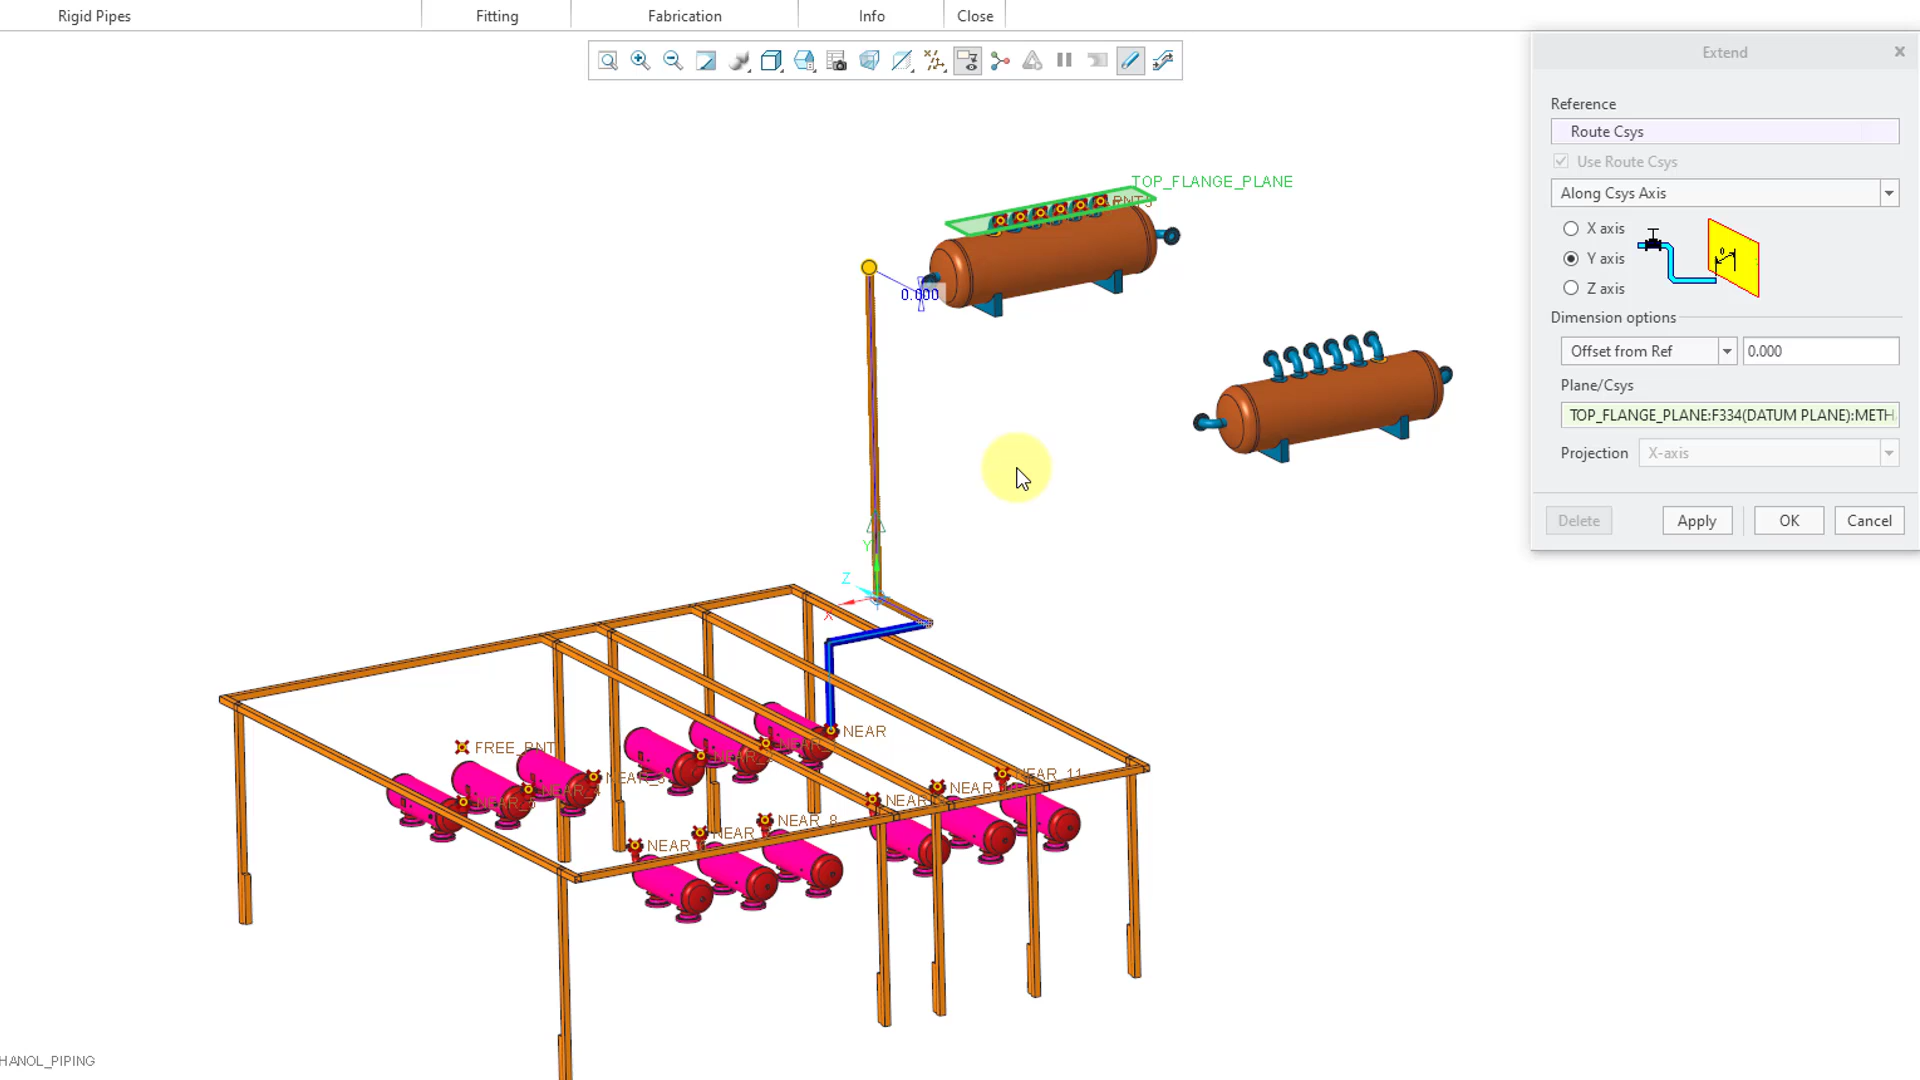 Rigid Pipes
Fitting
Fabrication
Info
Close
Extend
Reference
Route Csys
Use Route Csys
Along Csys Axis
X axis
Y axis
Z axis
Dimension options
Offset from Ref
0.000
Plane/Csys
TOP_FLANGE_PLANE:F334(DATUM PLANE):METH
Projection
X-axis
Delete
Apply
OK
Cancel
TOP_FLANGE_PLANE
0.000
Y
Z
X
NEAR
FREE_PNT
NEAR_11
NEAR
NEAR
NEAR_8
NEAR
NEAR
HANOL_PIPING